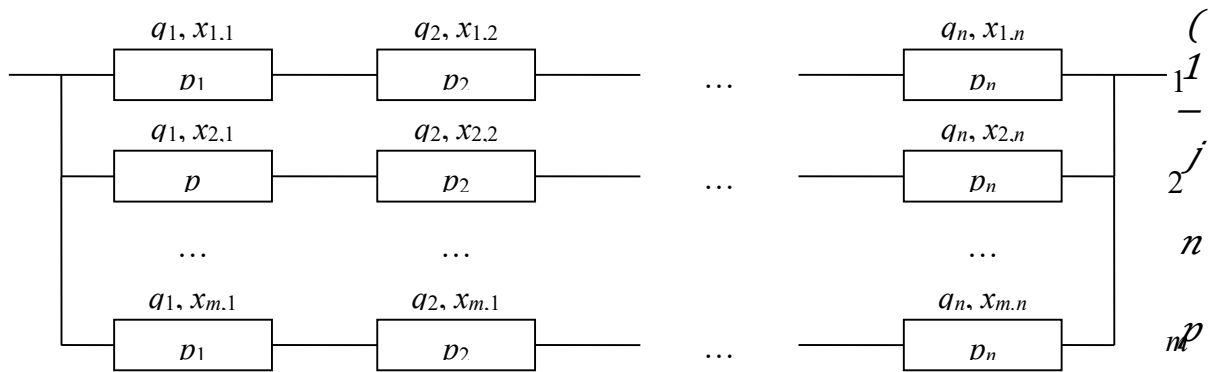 q₁, x₁,₁ q₂, x₁,₂ qₙ, x₁,ₙ (
p₁ p₂ … pₙ 1 1
–
q₁, x₂,₁ q₂, x₂,₂ qₙ, x₂,ₙ j
p p₂ … pₙ 2
… … … n
q₁, xₘ,₁ q₂, xₘ,₁ qₙ, xₘ,ₙ
p₁ p₂ … pₙ m p